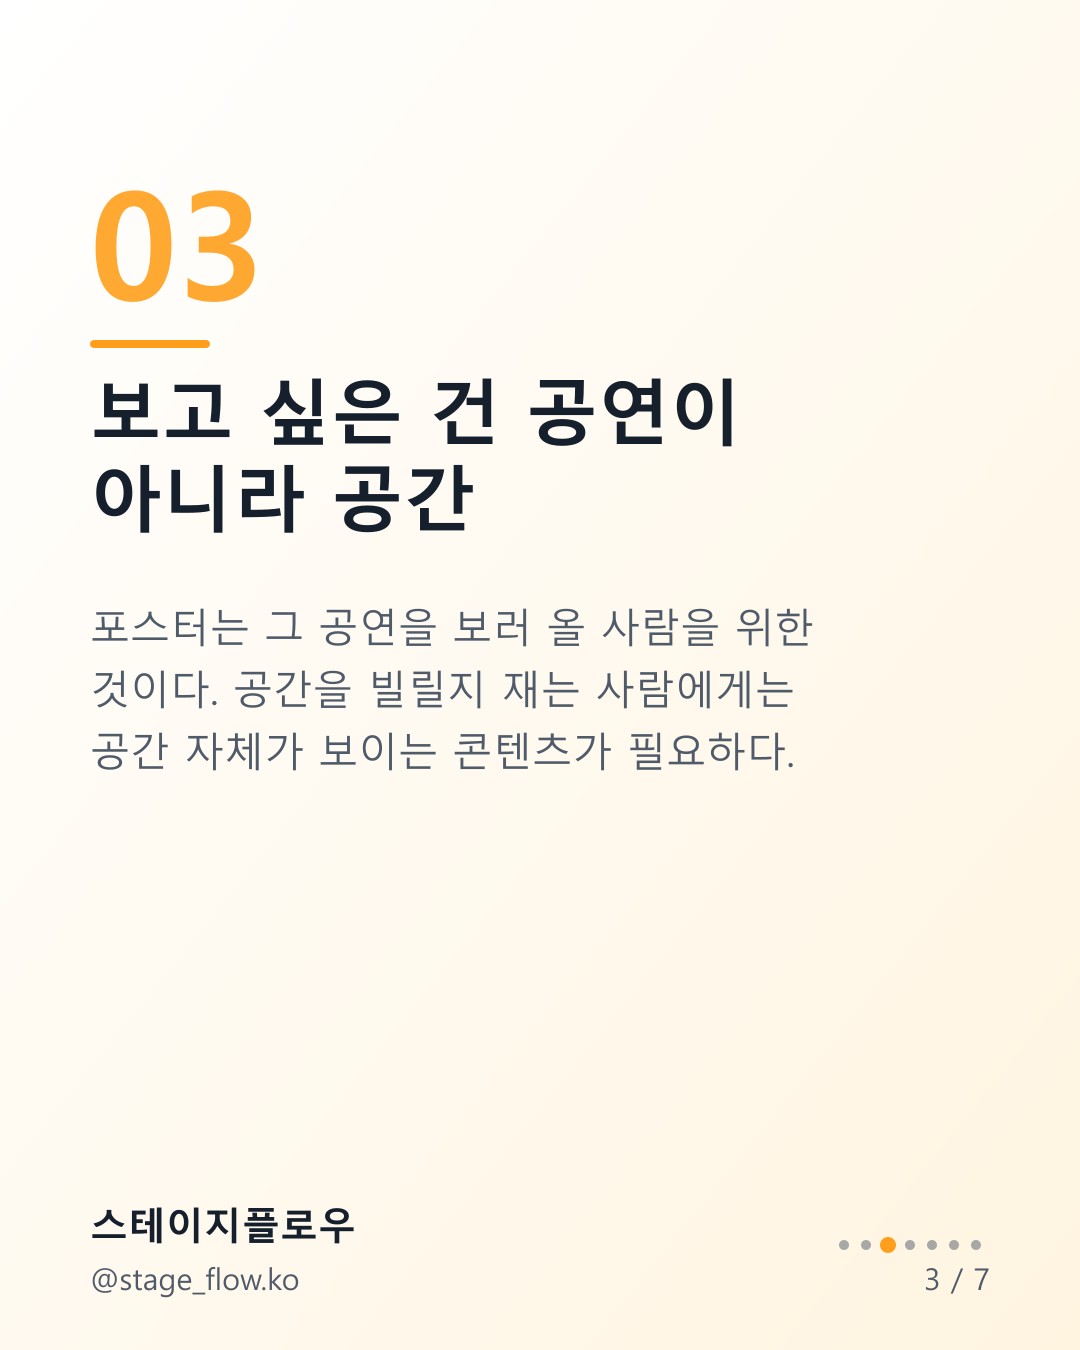 03
보고 싶은 건 공연이
아니라 공간
포스터는 그 공연을 보러 올 사람을 위한
것이다. 공간을 빌릴지 재는 사람에게는
공간 자체가 보이는 콘텐츠가 필요하다.
스테이지플로우
@stage_flow.ko
3 / 7